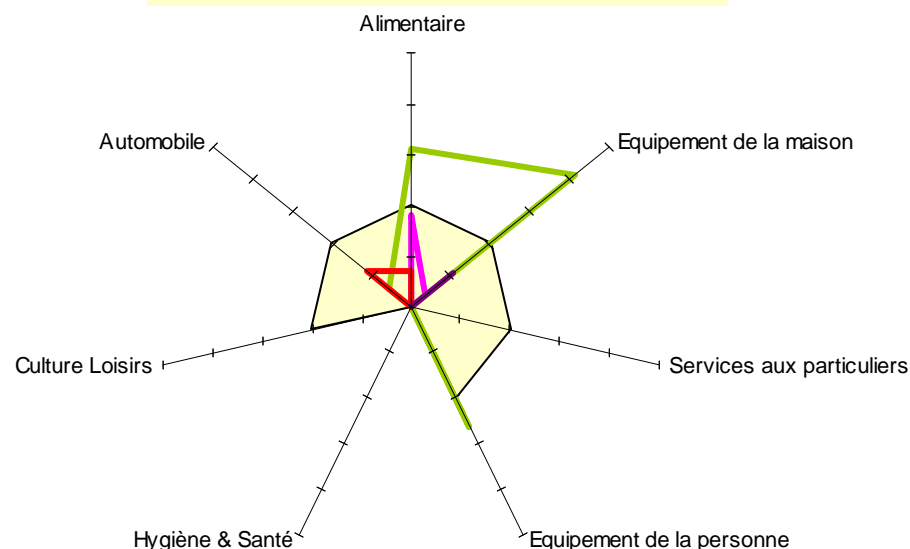 Alimentaire
Automobile
Equipement de la maison
Culture Loisirs
Services aux particuliers
Hygiène & Santé
Equipement de la personne